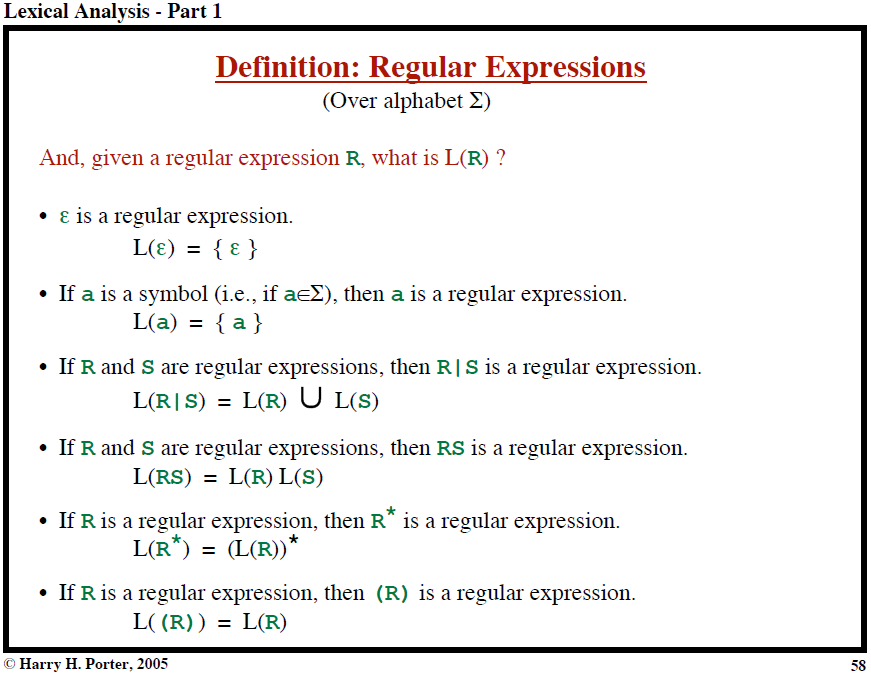 Lexical Analysis - Part 1
Definition: Regular Expressions
(Over alphabet Σ)
And, given a regular expression R, what is L(R) ?
• ε is a regular expression.
L(ε) = { ε }
• If a is a symbol (i.e., if a∈Σ), then a is a regular expression.
L(a) = { a }
• If R and S are regular expressions, then R|S is a regular expression.
L(R|S) = L(R) ∪ L(S)
• If R and S are regular expressions, then RS is a regular expression.
L(RS) = L(R) L(S)
• If R is a regular expression, then R* is a regular expression.
L(R*) = (L(R))*
• If R is a regular expression, then (R) is a regular expression.
L((R)) = L(R)
© Harry H. Porter, 2005
58